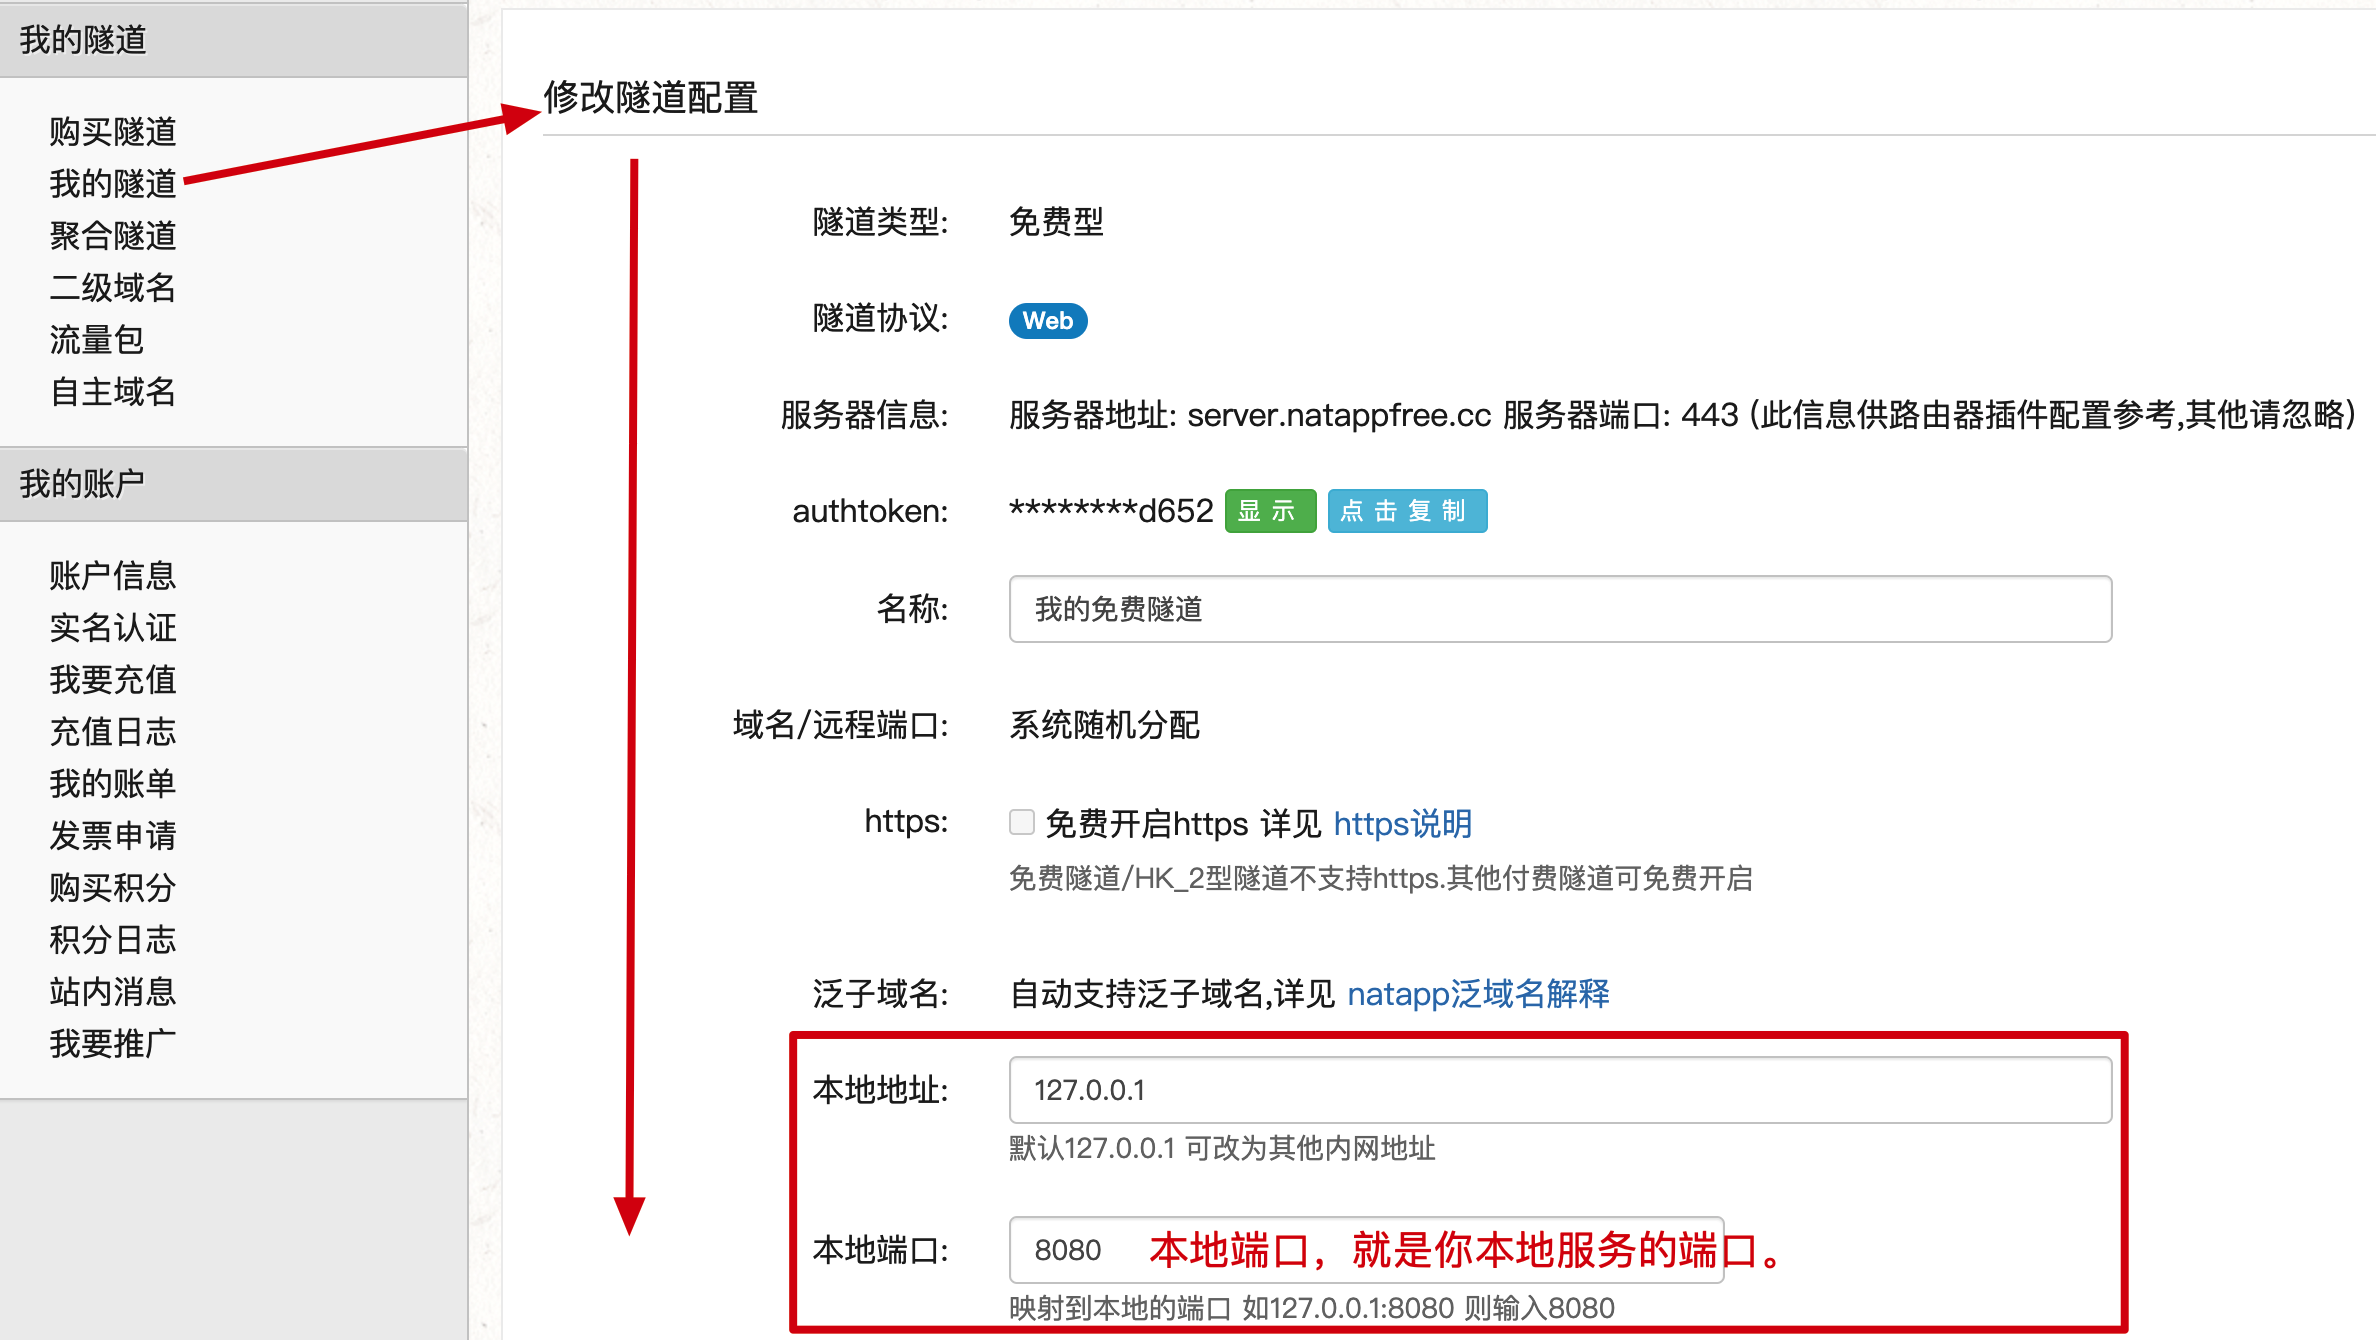 我的隧道
购买隧道
我的隧道
聚合隧道
二级域名
流量包
自主域名
我的账户
账户信息
实名认证
我要充值
充值日志
我的账单
发票申请
购买积分
积分日志
站内消息
我要推广
修改隧道配置
隧道类型: 免费型
隧道协议: Web
服务器信息: 服务器地址: server.natappfree.cc 服务器端口: 443 (此信息供路由器插件配置参考,其他请忽略)
authtoken: ********d652 显示 点击复制
名称: 我的免费隧道
域名/远程端口: 系统随机分配
https: 免费开启https 详见 https说明
免费隧道/HK_2型隧道不支持https.其他付费隧道可免费开启
泛子域名: 自动支持泛子域名,详见 natapp泛域名解释
本地地址: 127.0.0.1
默认127.0.0.1 可改为其他内网地址
本地端口: 8080 本地端口，就是你本地服务的端口。
映射到本地的端口 如127.0.0.1:8080 则输入8080